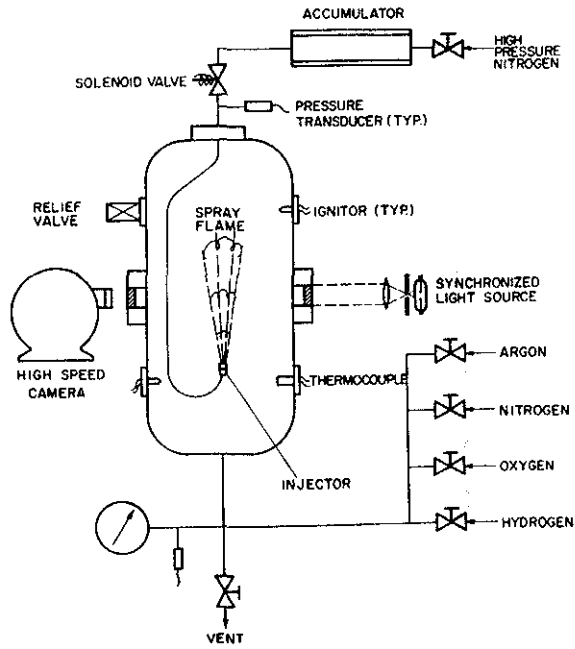 ACCUMULATOR
HIGH
PRESSURE
NITROGEN
SOLENOID VALVE
PRESSURE
TRANSDUCER (TYP.)
RELIEF
VALVE
SPRAY
FLAME
IGNITOR (TYP.)
SYNCHRONIZED
LIGHT SOURCE
HIGH SPEED
CAMERA
THERMOCOUPLE
ARGON
NITROGEN
OXYGEN
HYDROGEN
INJECTOR
VENT